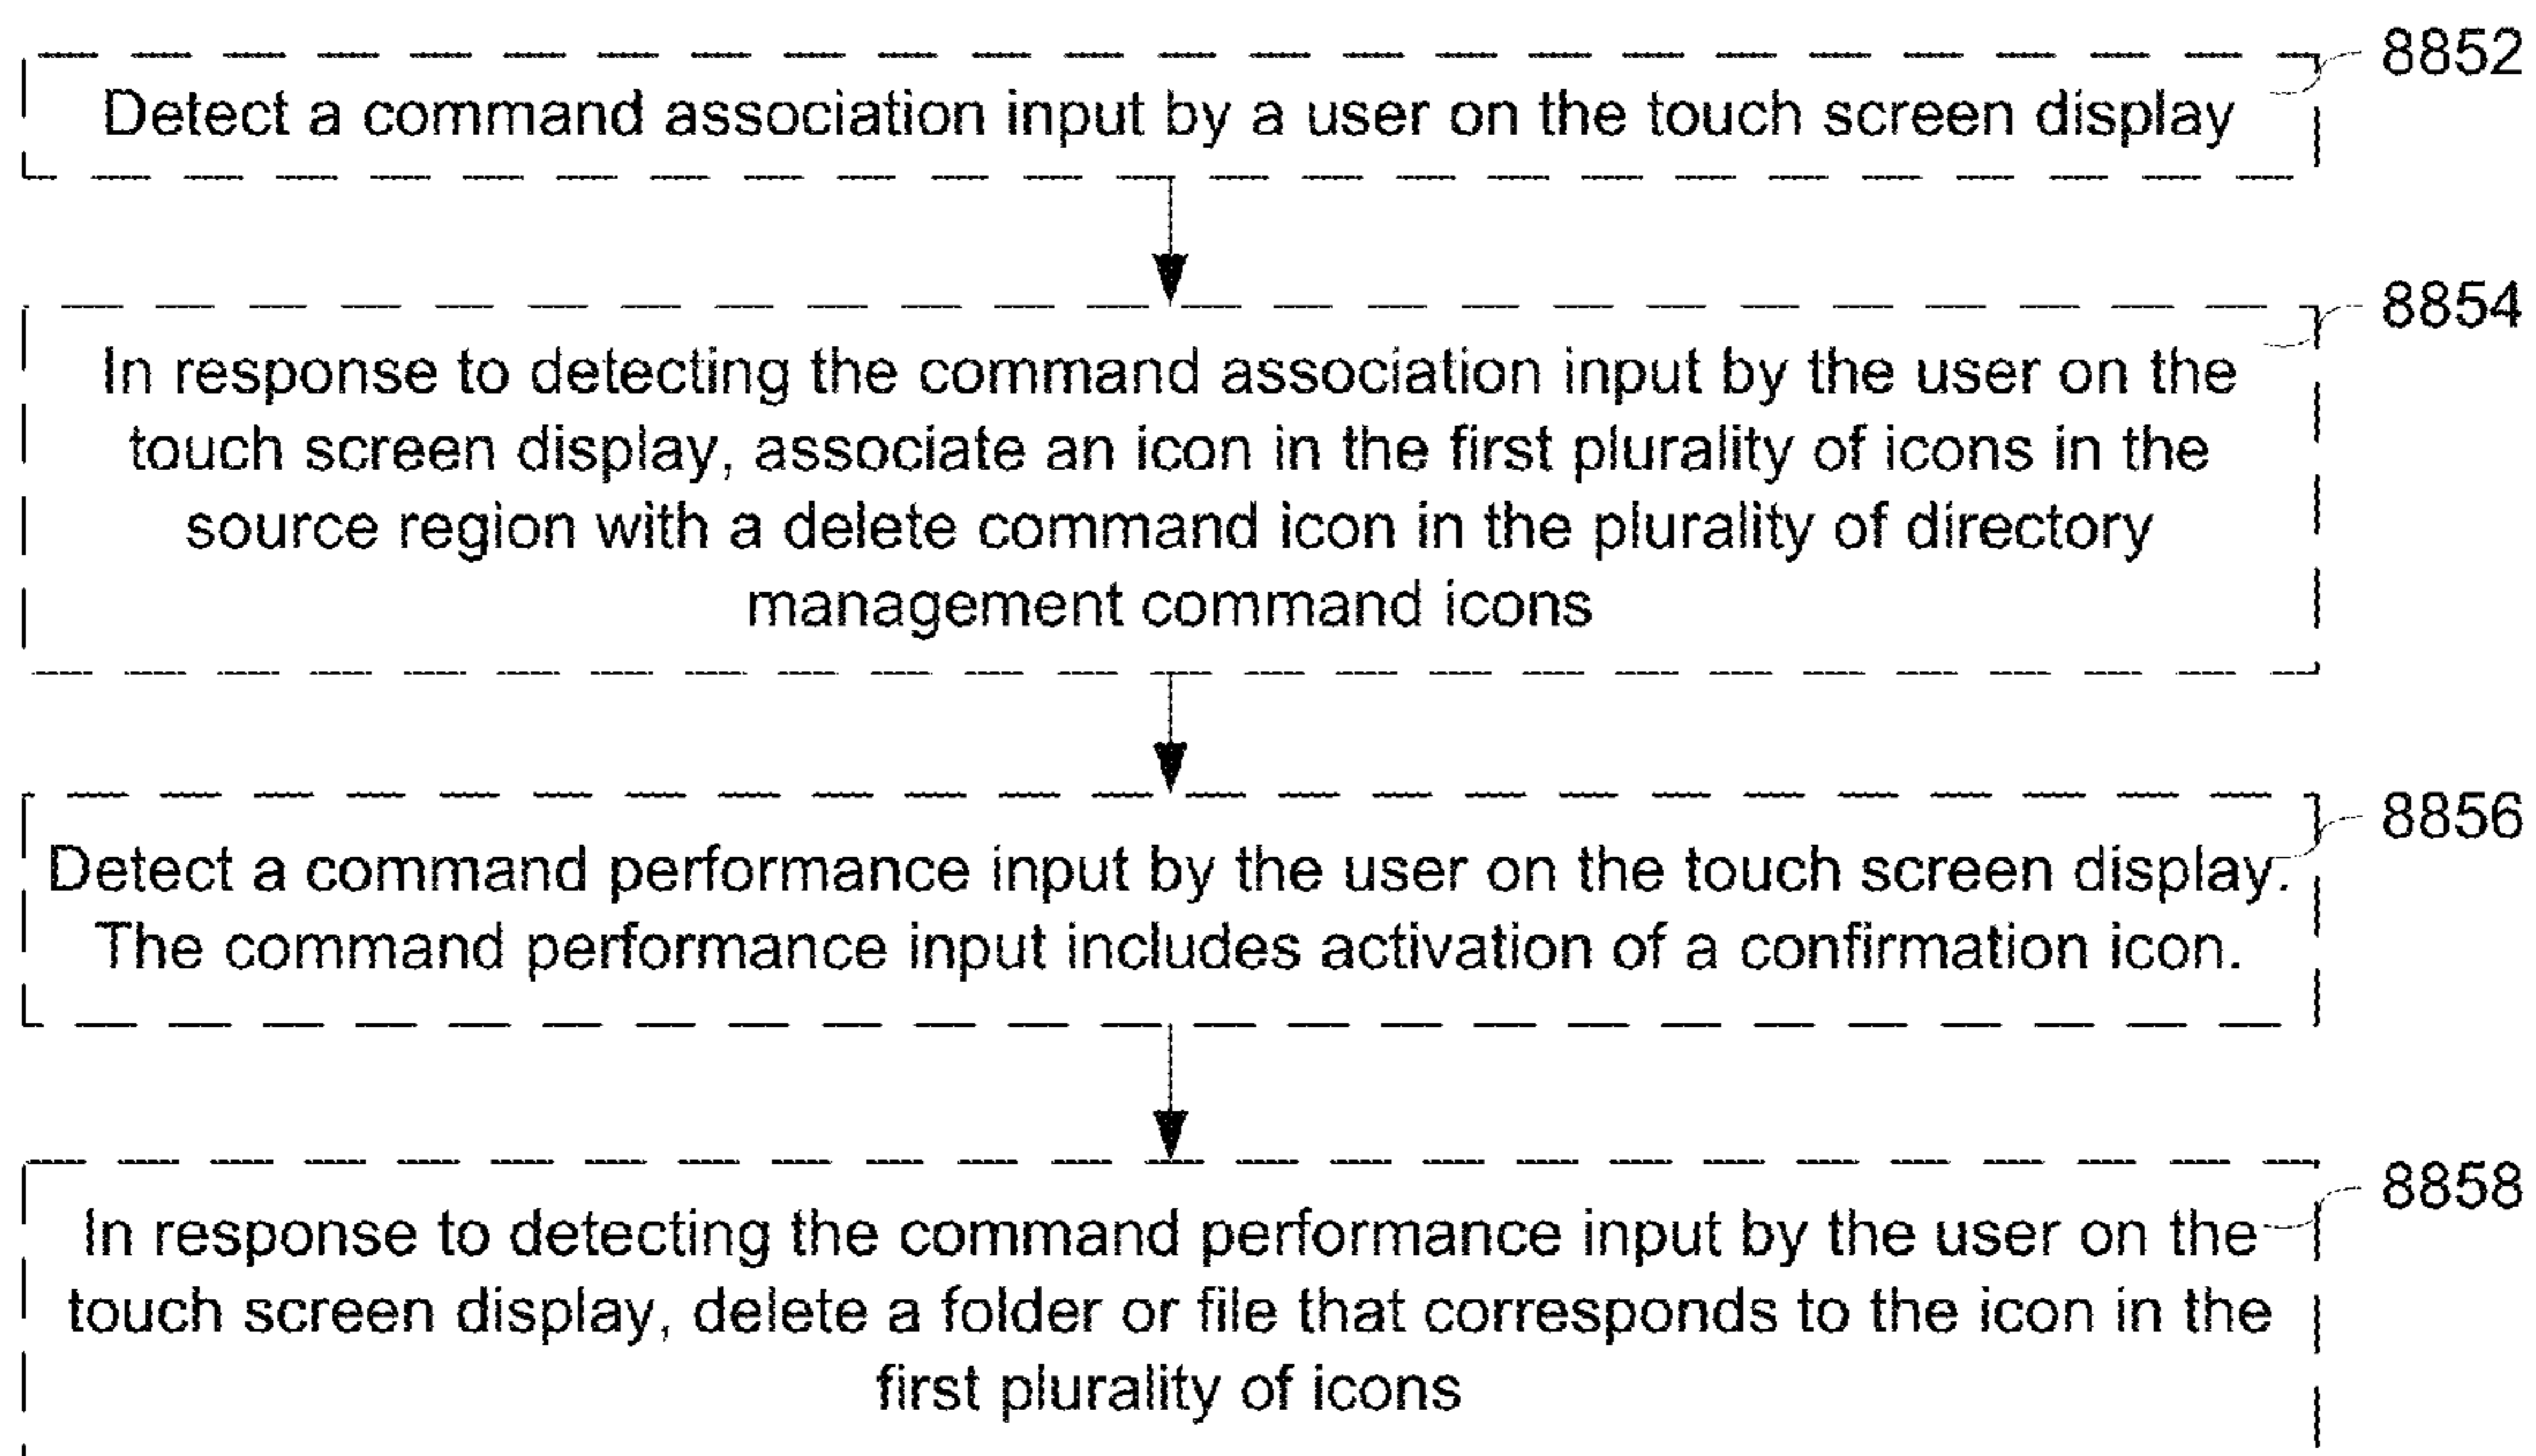 8852
Detect a command association input by a user on the touch screen display
8854
In response to detecting the command association input by the user on the
touch screen display, associate an icon in the first plurality of icons in the
source region with a delete command icon in the plurality of directory
management command icons
8856
Detect a command performance input by the user on the touch screen display.
The command performance input includes activation of a confirmation icon.
8858
In response to detecting the command performance input by the user on the
touch screen display, delete a folder or file that corresponds to the icon in the
first plurality of icons